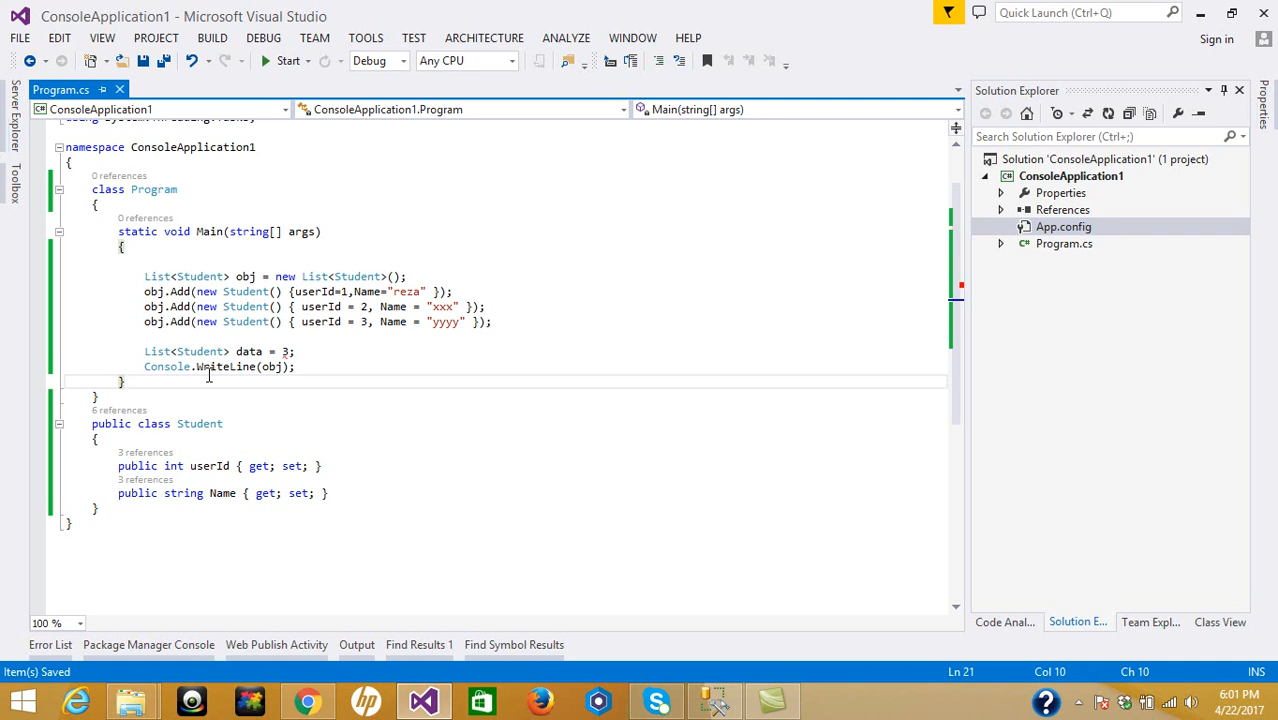 ConsoleApplication1 - Microsoft Visual Studio
Quick Launch (Ctrl+Q)
FILE EDIT VIEW PROJECT BUILD DEBUG TEAM TOOLS TEST ARCHITECTURE ANALYZE WINDOW HELP
Sign in
Start Debug Any CPU
Program.cs
Solution Explorer
ConsoleApplication1 ConsoleApplication1.Program Main(string[] args)
Search Solution Explorer (Ctrl+;)
Solution 'ConsoleApplication1' (1 project)
ConsoleApplication1
Properties
References
App.config
Program.cs
Server Explorer
Toolbox
Properties
using System.Threading.Tasks;
namespace ConsoleApplication1
{
0 references
class Program
{
0 references
static void Main(string[] args)
{
List<Student> obj = new List<Student>();
obj.Add(new Student() {userId=1,Name="reza" });
obj.Add(new Student() { userId = 2, Name = "xxx" });
obj.Add(new Student() { userId = 3, Name = "yyyy" });
List<Student> data = 3;
Console.WriteLine(obj);
}
}
6 references
public class Student
{
3 references
public int userId { get; set; }
3 references
public string Name { get; set; }
}
}
100 %
Code Anal... Solution E... Team Expl... Class View
Error List Package Manager Console Web Publish Activity Output Find Results 1 Find Symbol Results
Item(s) Saved Ln 21 Col 10 Ch 10 INS
6:01 PM
4/22/2017